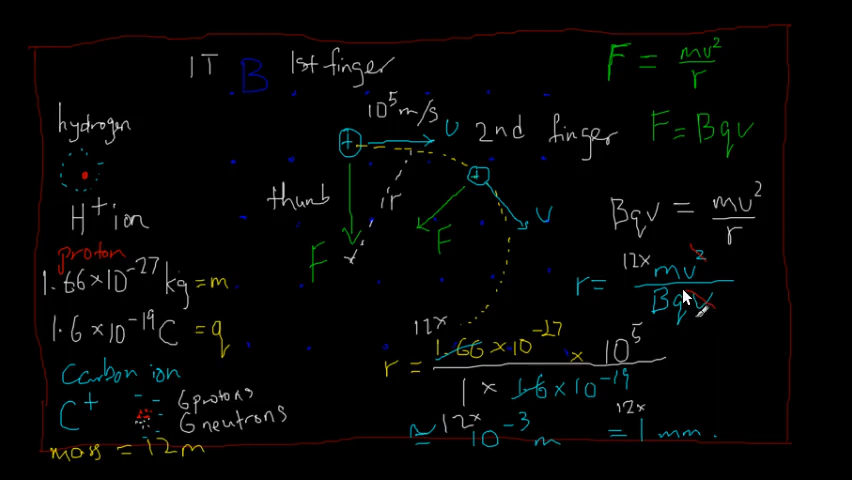 1T B 1st finger
F = mv²/r
10⁵ m/s
hydrogen
+ υ 2nd finger
F = Bqv
+
thumb r
H⁺ ion
F υ
Bqv = mv²/r
F
proton
1.66×10⁻²⁷ kg = m
r = 12× mv²/Bqv
1.6×10⁻¹⁹ C = q
r = 12× 1.66×10⁻²⁷ × 10⁵ / 1 × 1.6×10⁻¹⁹
Carbon ion
C⁺ 6 protons
6 neutrons
≃ 12× 10⁻³ m = 12× 1 mm.
mass = 12 m